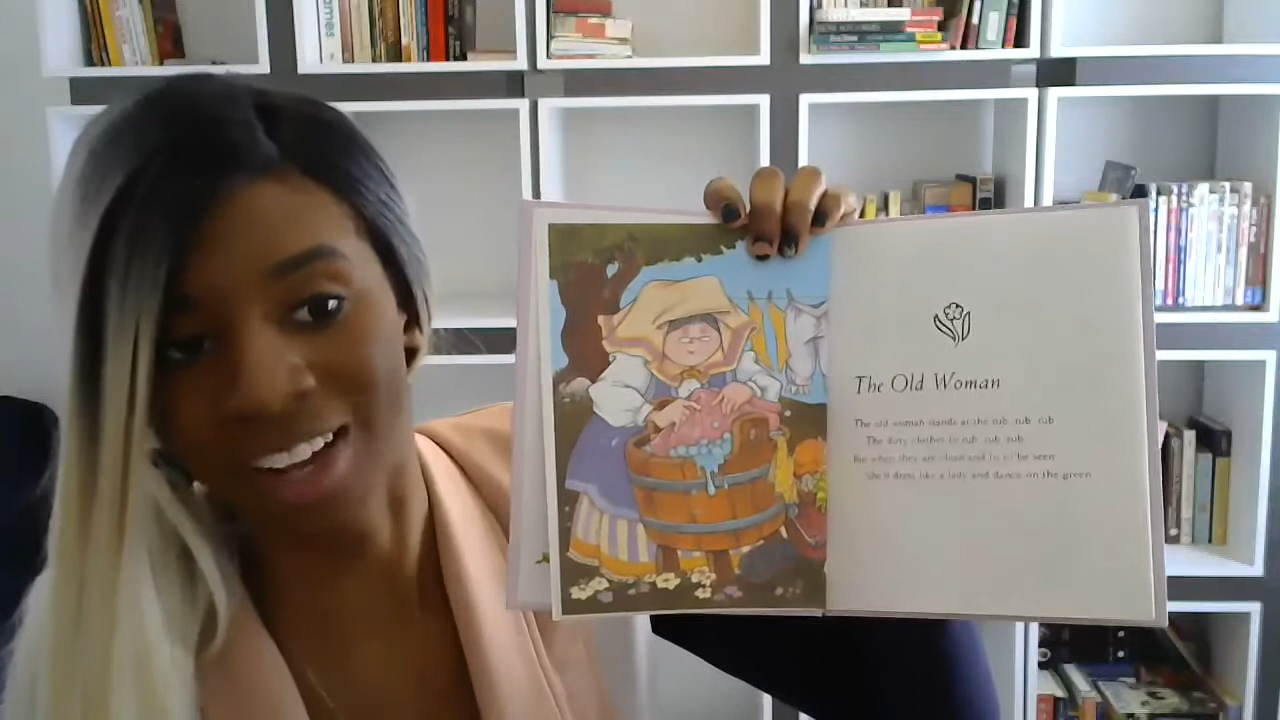 The Old Woman
The old woman stands at the tub, tub, tub
The dirty clothes to rub, rub, rub
But when they are clean and fit to be seen
She'll dress like a lady and dance on the green